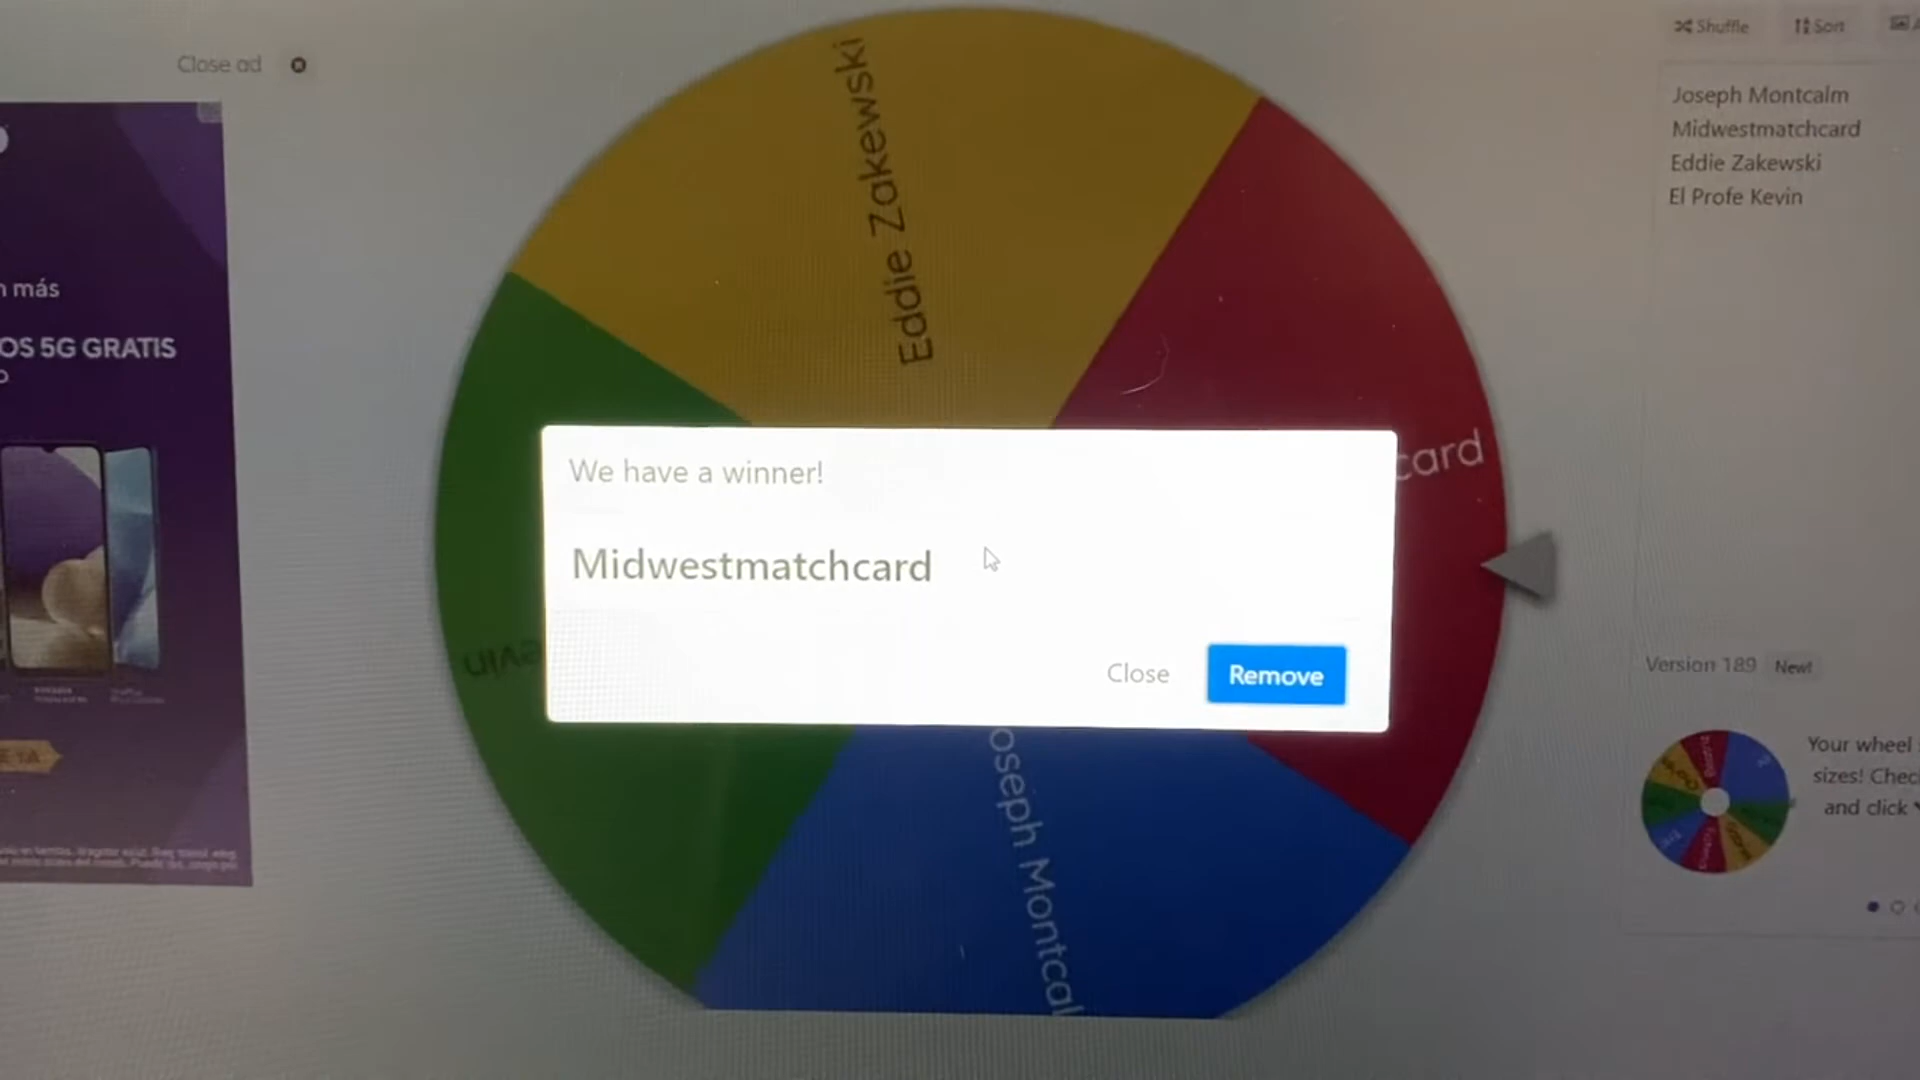 Close ad
n más
OS 5G GRATIS
Eddie Zakewski
card
evin
oseph Montcal
We have a winner!
Midwestmatchcard
Close
Remove
Shuffle
Sort
Joseph Montcalm
Midwestmatchcard
Eddie Zakewski
El Profe Kevin
Version 189
New!
Your wheel
sizes! Chec
and click